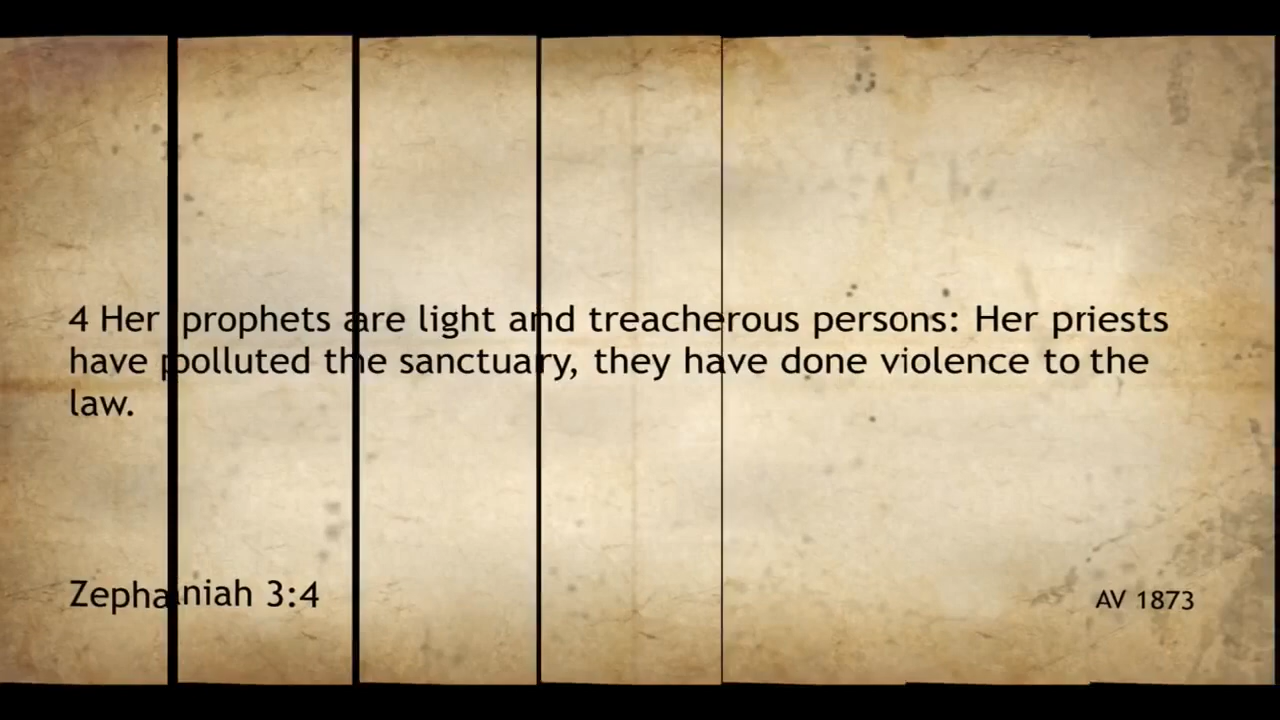 4 Her prophets are light and treacherous persons: Her priests
have polluted the sanctuary, they have done violence to the
law.
Zephaniah 3:4
AV 1873